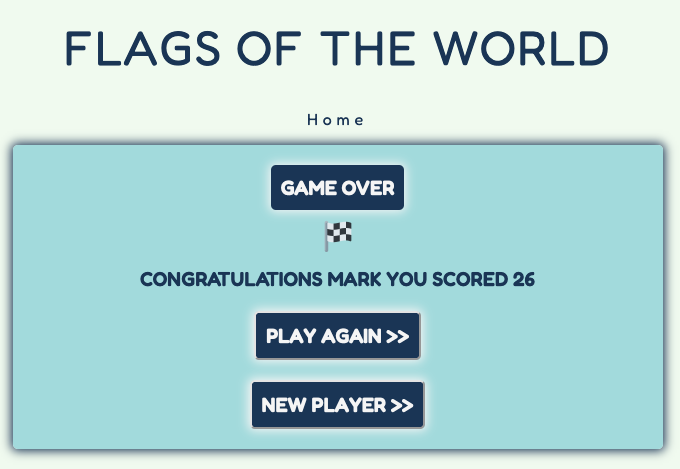 FLAGS OF THE WORLD
Home
GAME OVER
CONGRATULATIONS MARK YOU SCORED 26
PLAY AGAIN >>
NEW PLAYER >>